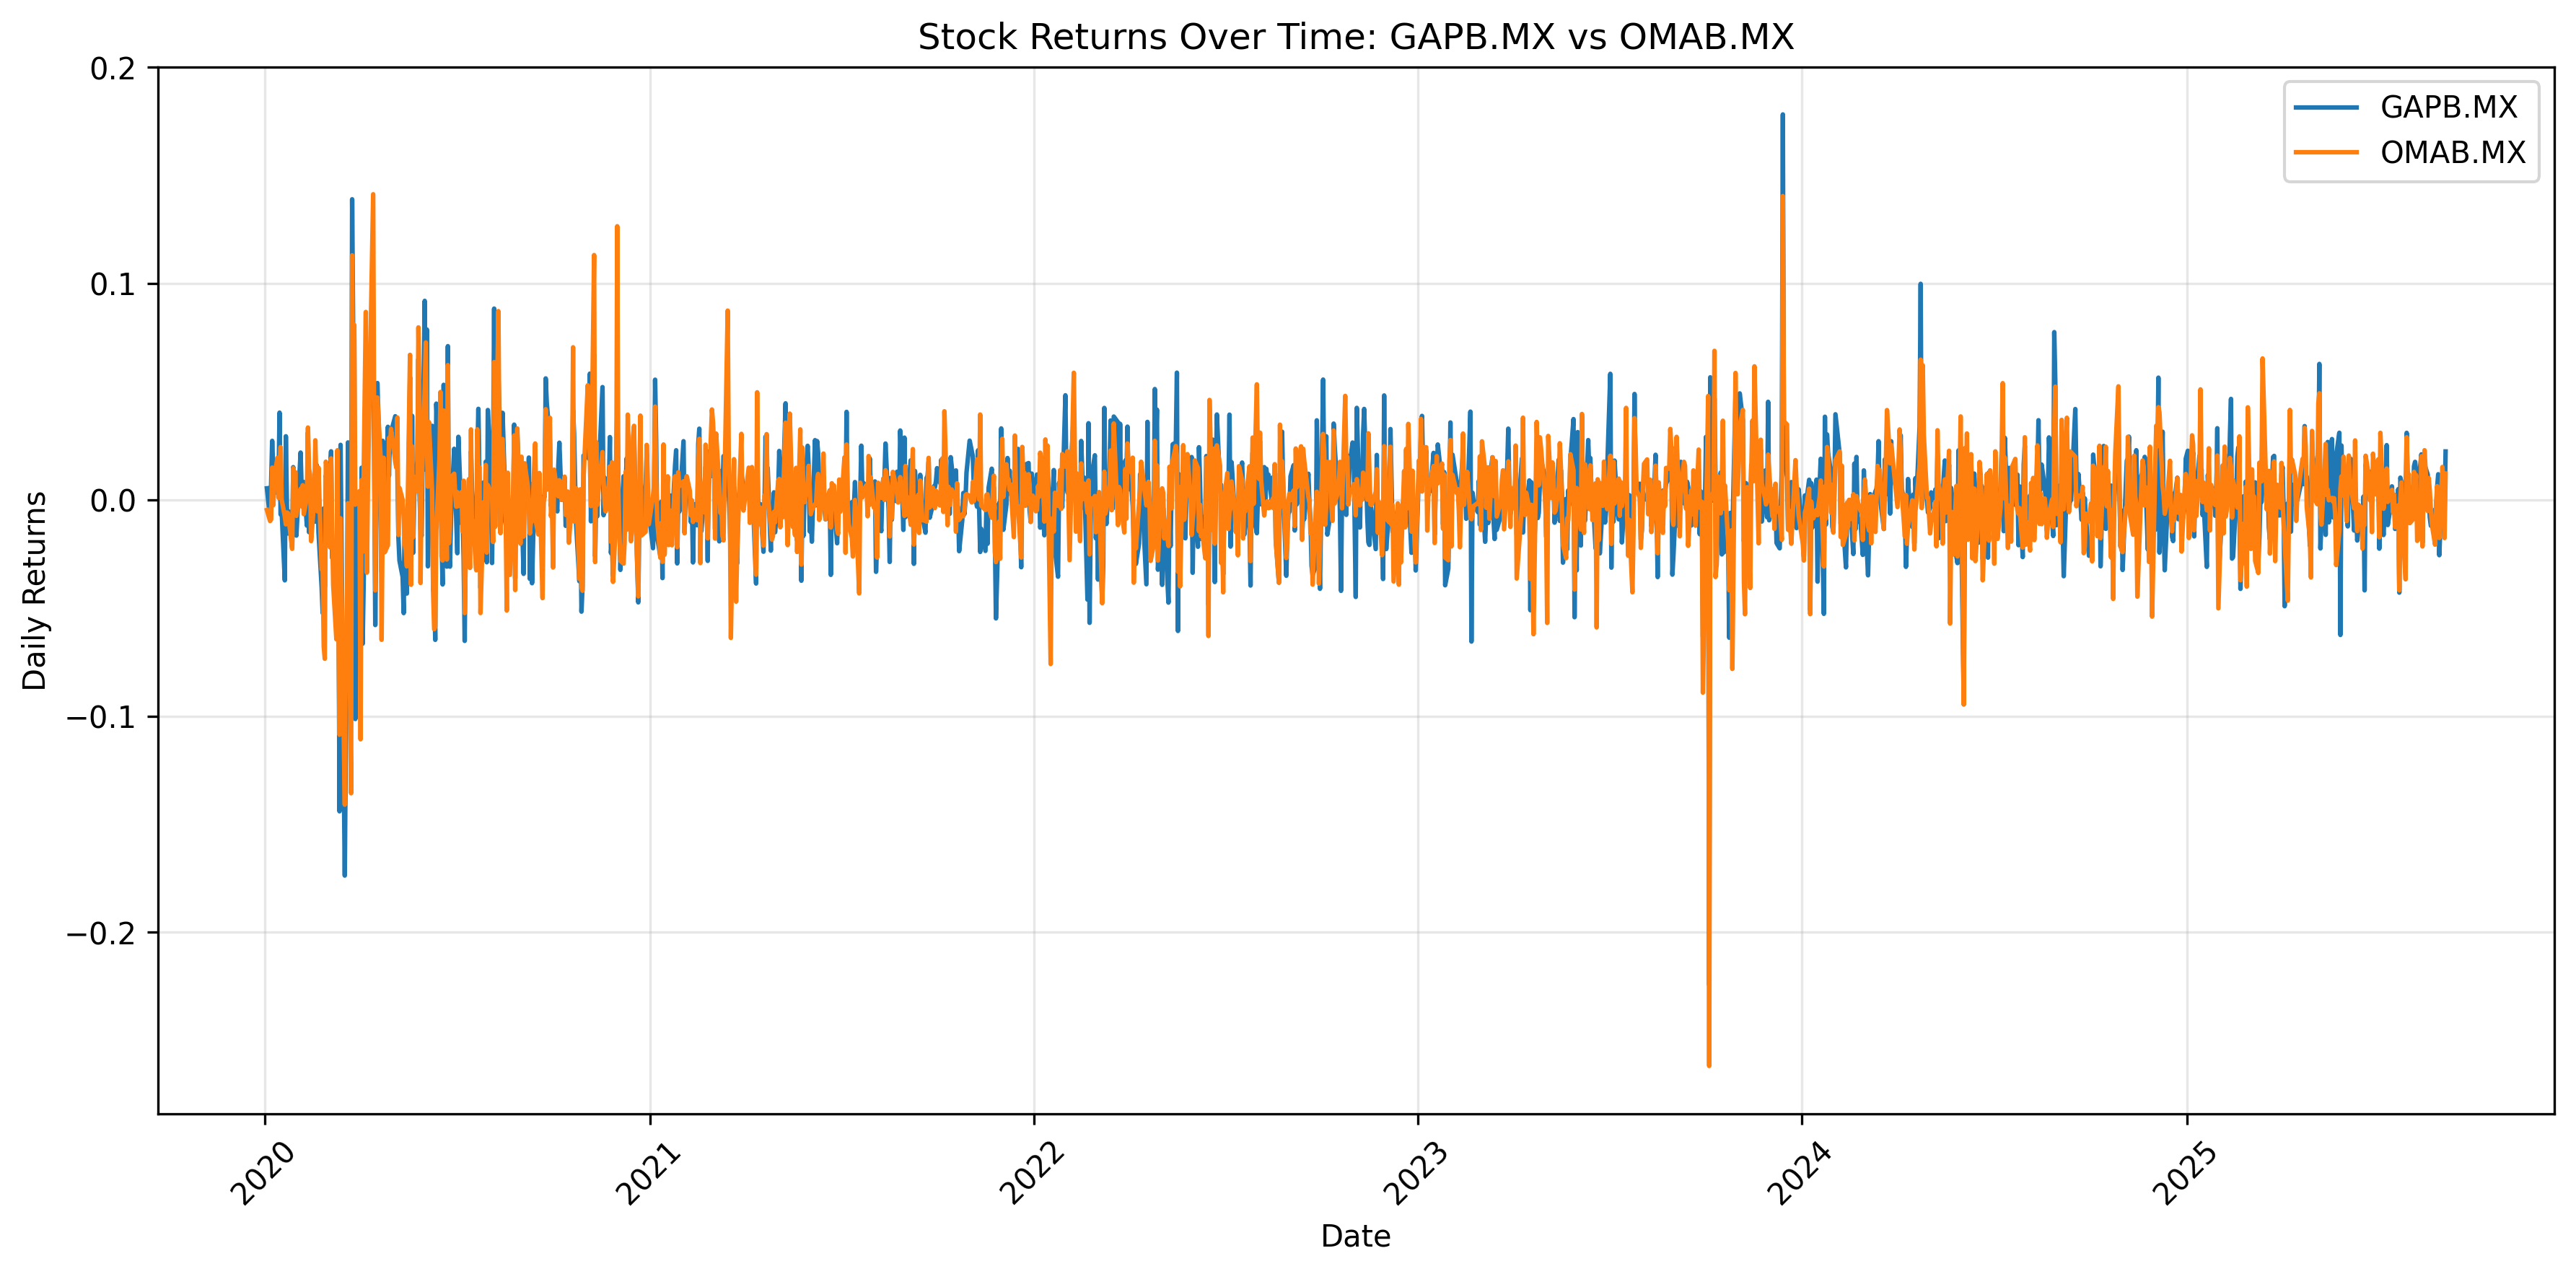 Stock Returns Over Time: GAPB.MX vs OMAB.MX
GAPB.MX
OMAB.MX
Daily Returns
0.2
0.1
0.0
−0.1
−0.2
2020
2021
2022
2023
2024
2025
Date